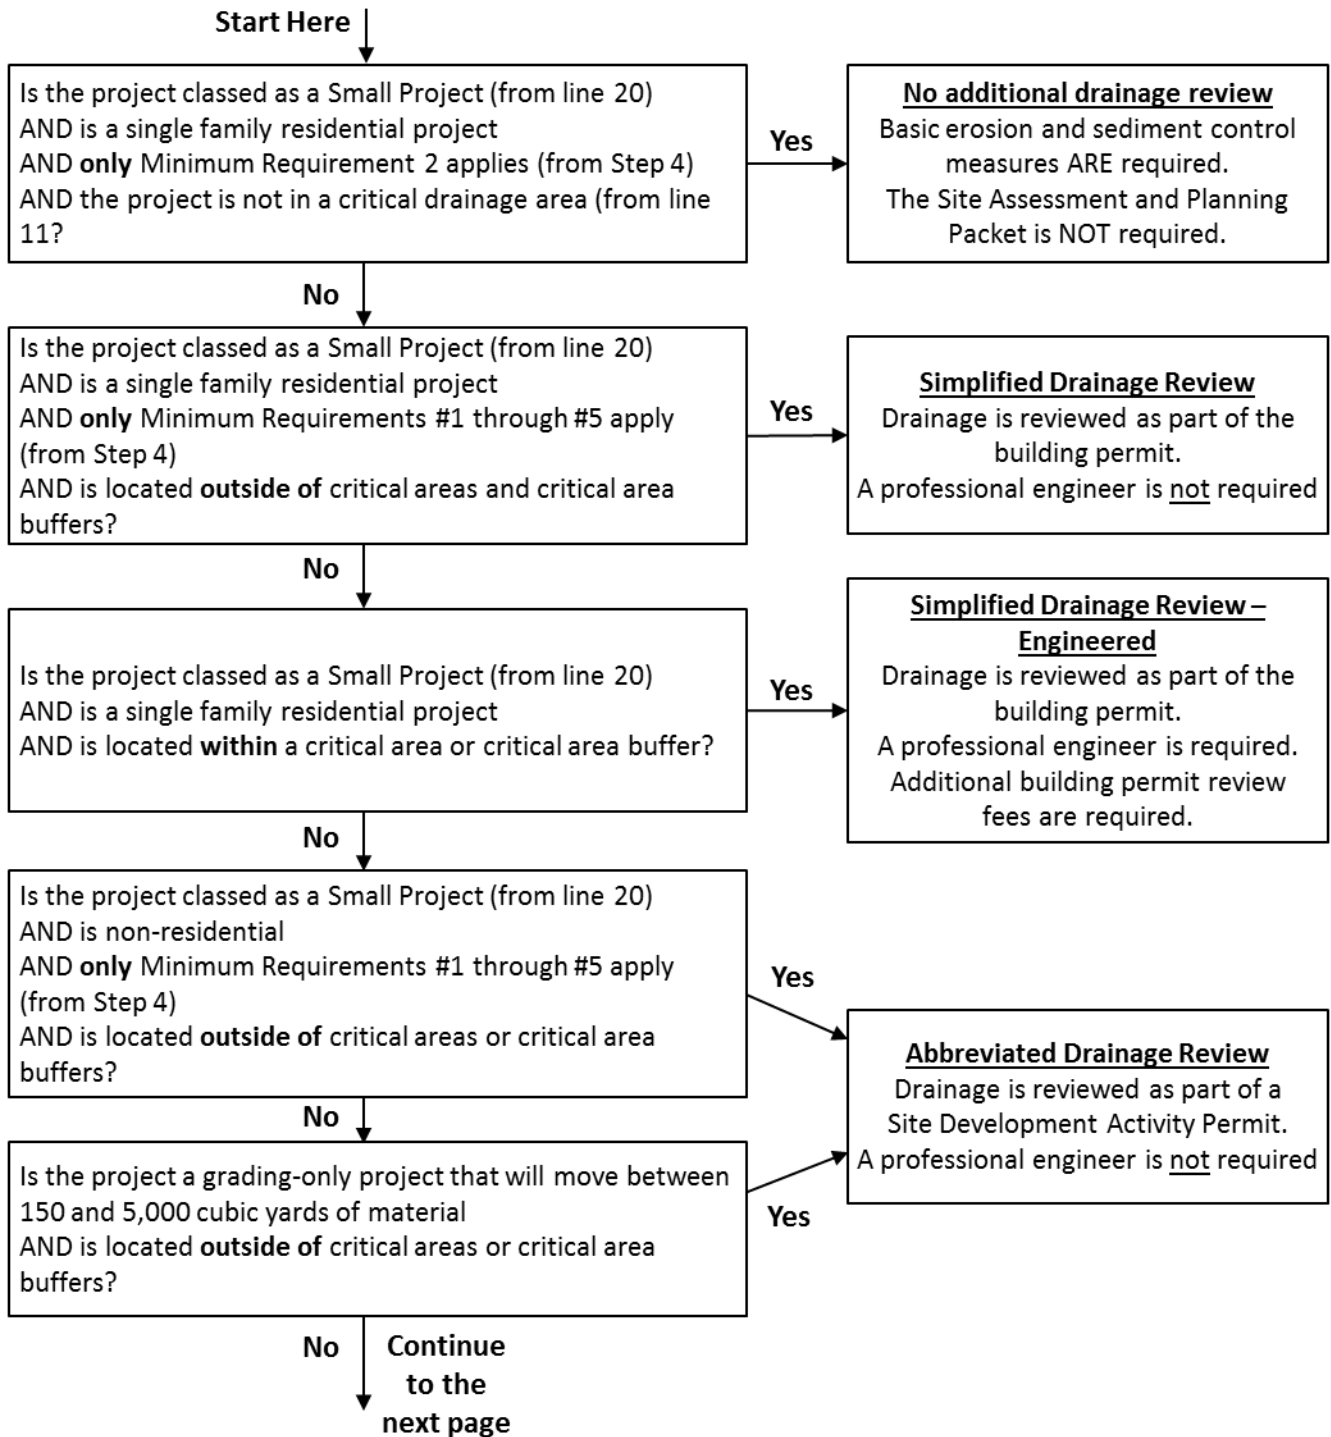 Start Here
Is the project classed as a Small Project (from line 20)
AND is a single family residential project
AND only Minimum Requirement 2 applies (from Step 4)
AND the project is not in a critical drainage area (from line
11?
Yes
No additional drainage review
Basic erosion and sediment control
measures ARE required.
The Site Assessment and Planning
Packet is NOT required.
No
Is the project classed as a Small Project (from line 20)
AND is a single family residential project
AND only Minimum Requirements #1 through #5 apply
(from Step 4)
AND is located outside of critical areas and critical area
buffers?
Yes
Simplified Drainage Review
Drainage is reviewed as part of the
building permit.
A professional engineer is not required
No
Is the project classed as a Small Project (from line 20)
AND is a single family residential project
AND is located within a critical area or critical area buffer?
Yes
Simplified Drainage Review –
Engineered
Drainage is reviewed as part of the
building permit.
A professional engineer is required.
Additional building permit review
fees are required.
No
Is the project classed as a Small Project (from line 20)
AND is non-residential
AND only Minimum Requirements #1 through #5 apply
(from Step 4)
AND is located outside of critical areas or critical area
buffers?
Yes
Abbreviated Drainage Review
Drainage is reviewed as part of a
Site Development Activity Permit.
A professional engineer is not required
No
Is the project a grading-only project that will move between
150 and 5,000 cubic yards of material
AND is located outside of critical areas or critical area
buffers?
Yes
No
Continue
to the
next page